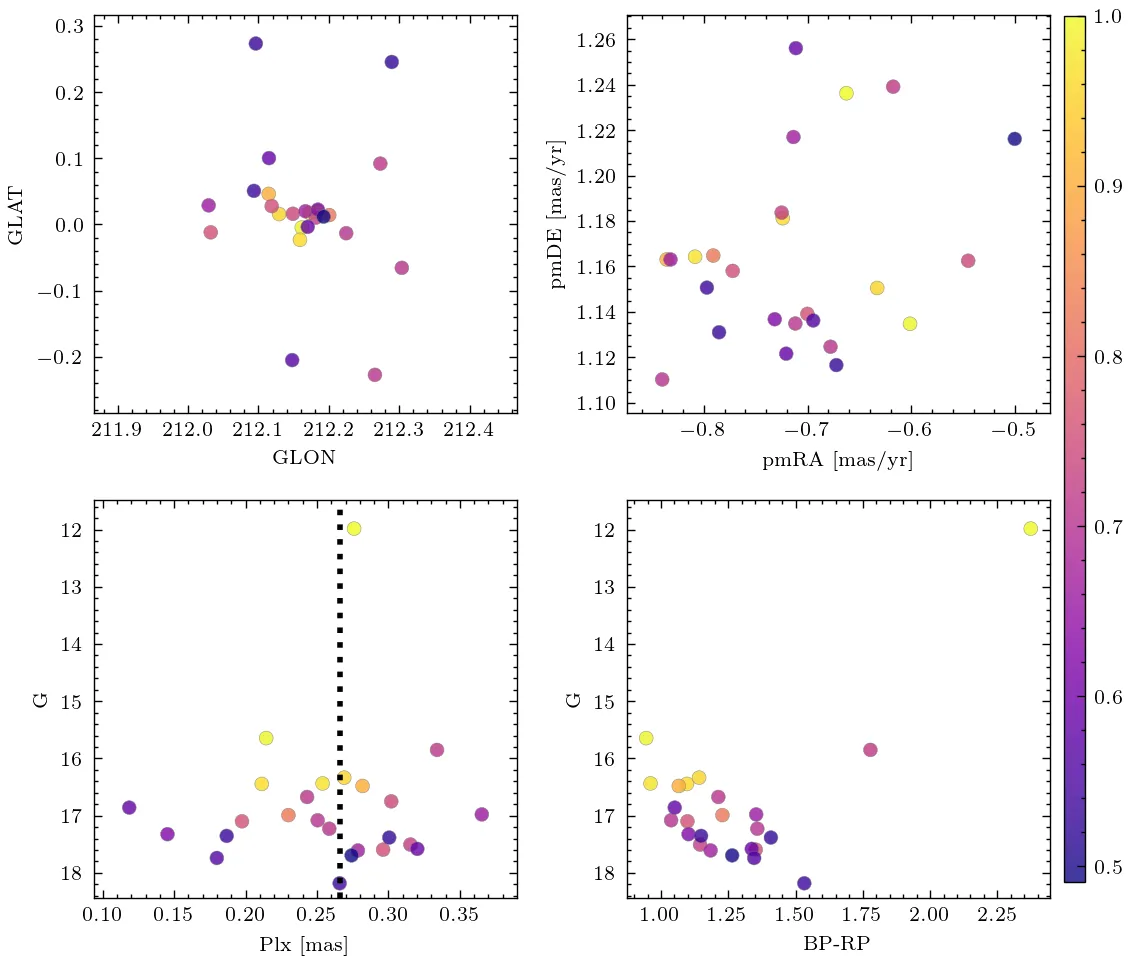 0.3
0.2
0.1
0.0
−0.1
−0.2
GLAT
211.9 212.0 212.1 212.2 212.3 212.4
GLON
1.26
1.24
1.22
1.20
1.18
1.16
1.14
1.12
1.10
pmDE [mas/yr]
−0.8 −0.7 −0.6 −0.5
pmRA [mas/yr]
12
13
14
15
16
17
18
G
0.10 0.15 0.20 0.25 0.30 0.35
Plx [mas]
12
13
14
15
16
17
18
G
1.00 1.25 1.50 1.75 2.00 2.25
BP-RP
1.0
0.9
0.8
0.7
0.6
0.5